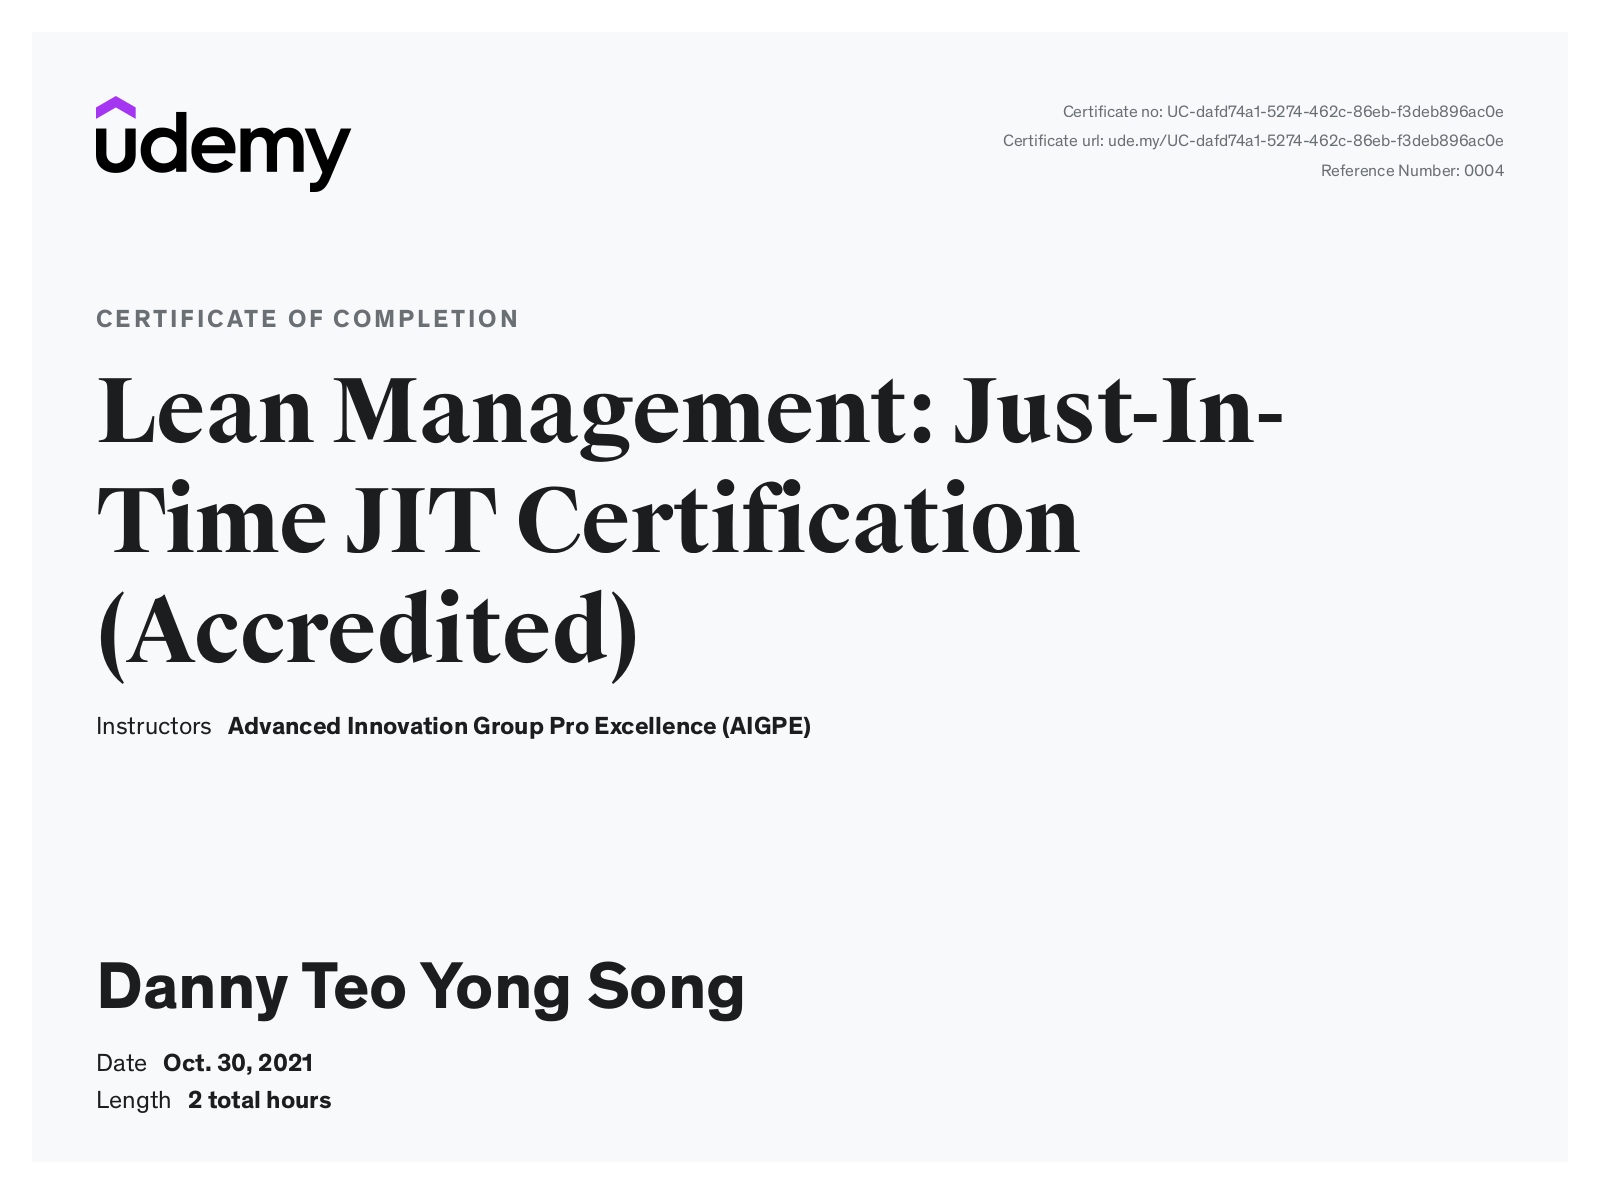 udemy
Certificate no: UC-dafd74a1-5274-462c-86eb-f3deb896ac0e
Certificate url: ude.my/UC-dafd74a1-5274-462c-86eb-f3deb896ac0e
Reference Number: 0004
CERTIFICATE OF COMPLETION
Lean Management: Just-In-
Time JIT Certification
(Accredited)
Instructors Advanced Innovation Group Pro Excellence (AIGPE)
Danny Teo Yong Song
Date Oct. 30, 2021
Length 2 total hours